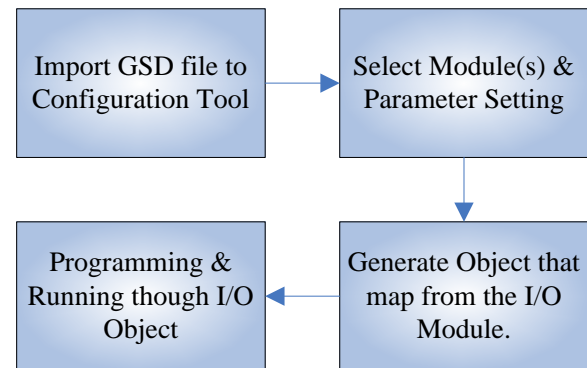 Import GSD file to
Configuration Tool
Select Module(s) &
Parameter Setting
Generate Object that
map from the I/O
Module.
Programming &
Running though I/O
Object